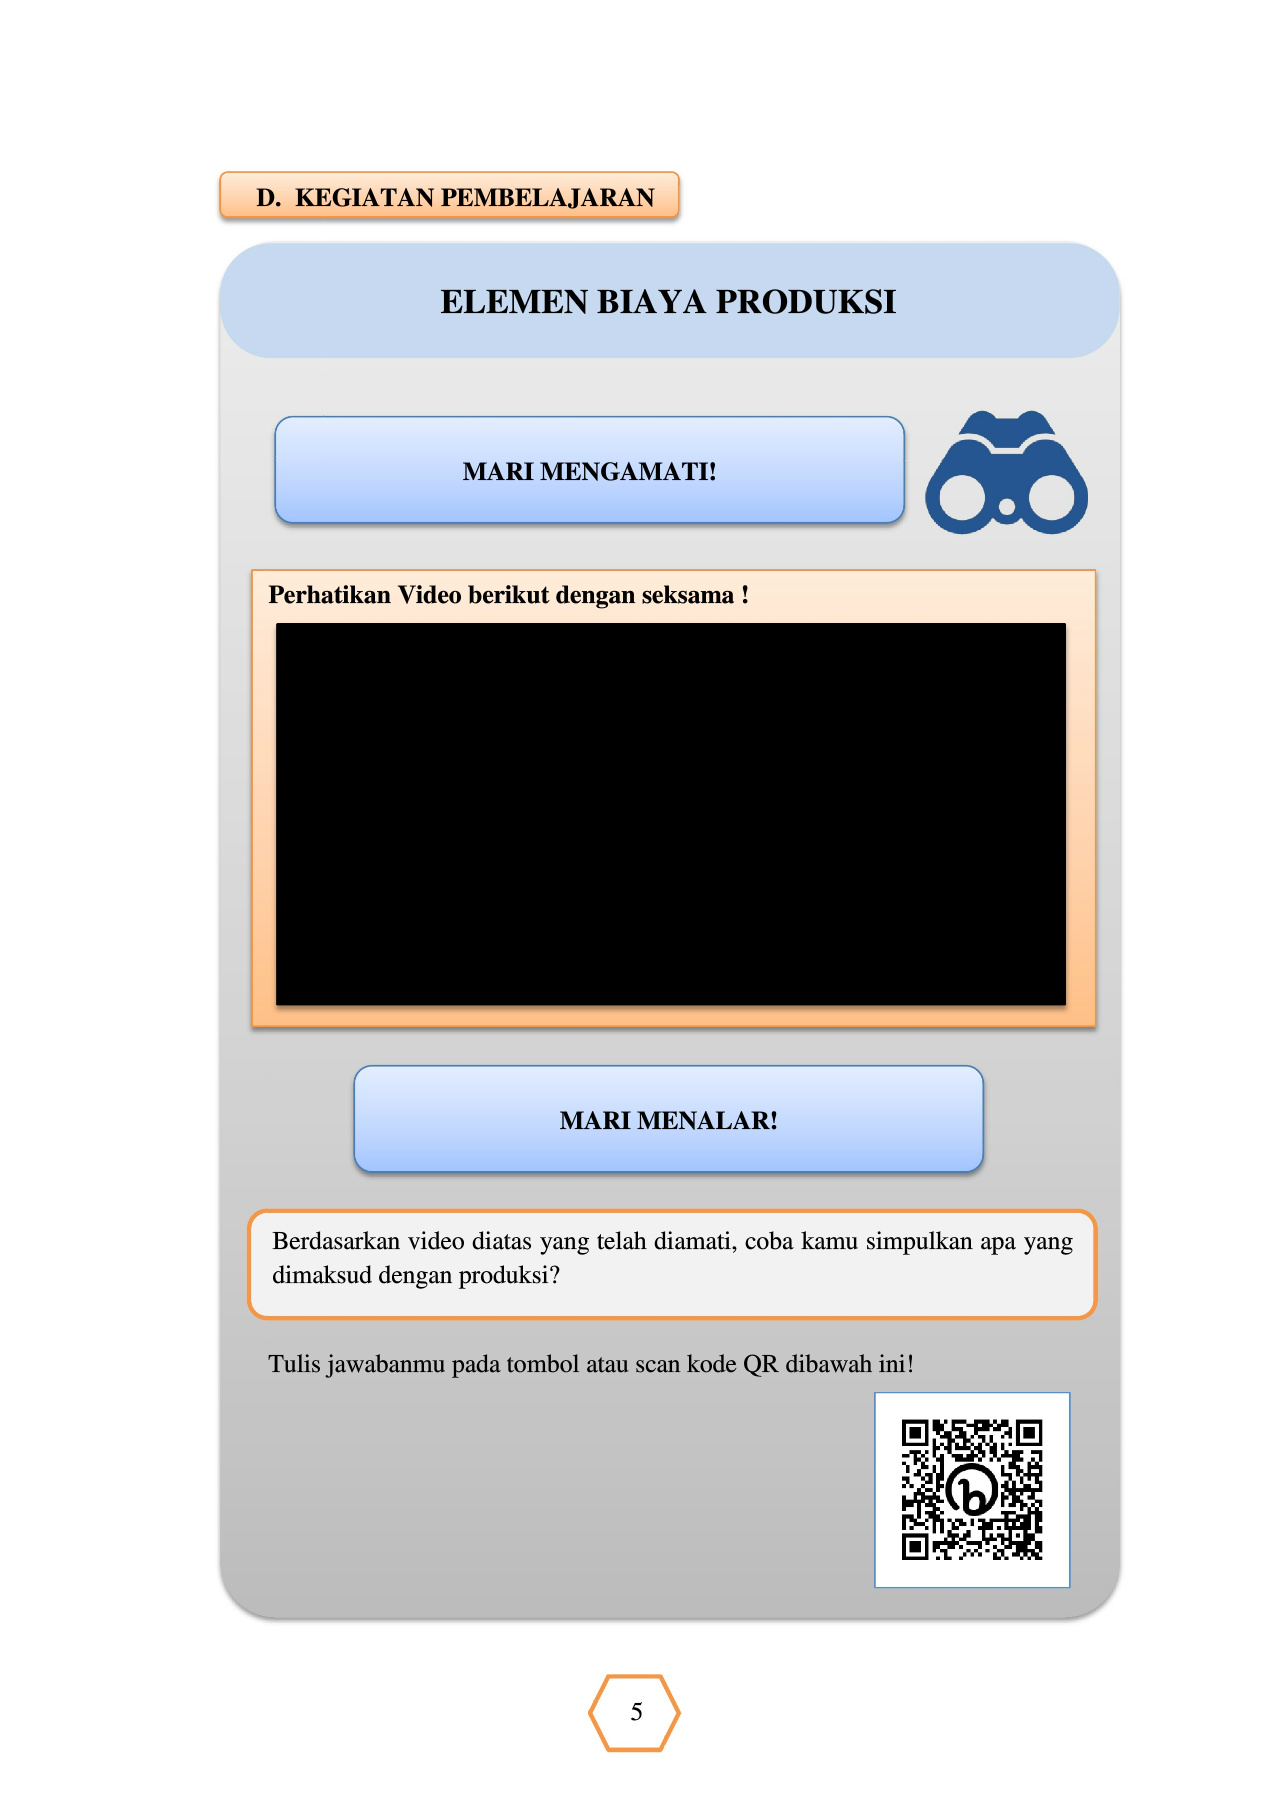 D. KEGIATAN PEMBELAJARAN
ELEMEN BIAYA PRODUKSI
MARI MENGAMATI!
Perhatikan Video berikut dengan seksama !
MARI MENALAR!
Berdasarkan video diatas yang telah diamati, coba kamu simpulkan apa yang
dimaksud dengan produksi?
Tulis jawabanmu pada tombol atau scan kode QR dibawah ini!
b
5